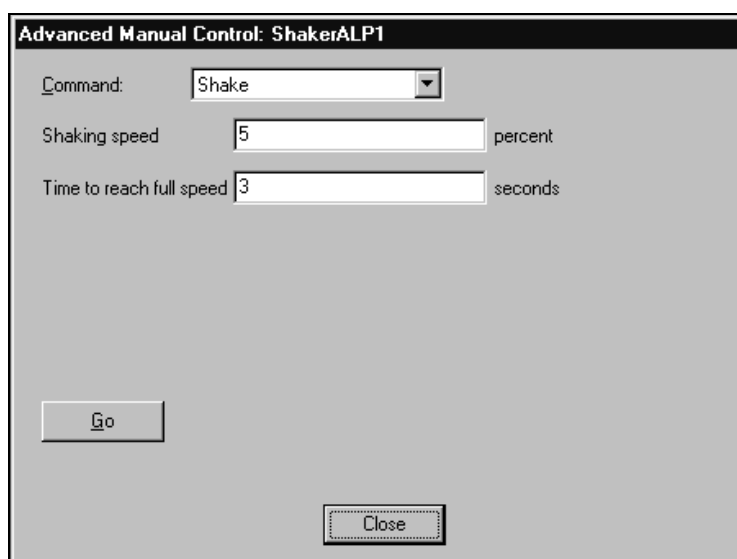 Advanced Manual Control: ShakerALP1
Command: Shake
Shaking speed 5 percent
Time to reach full speed 3 seconds
Go
Close